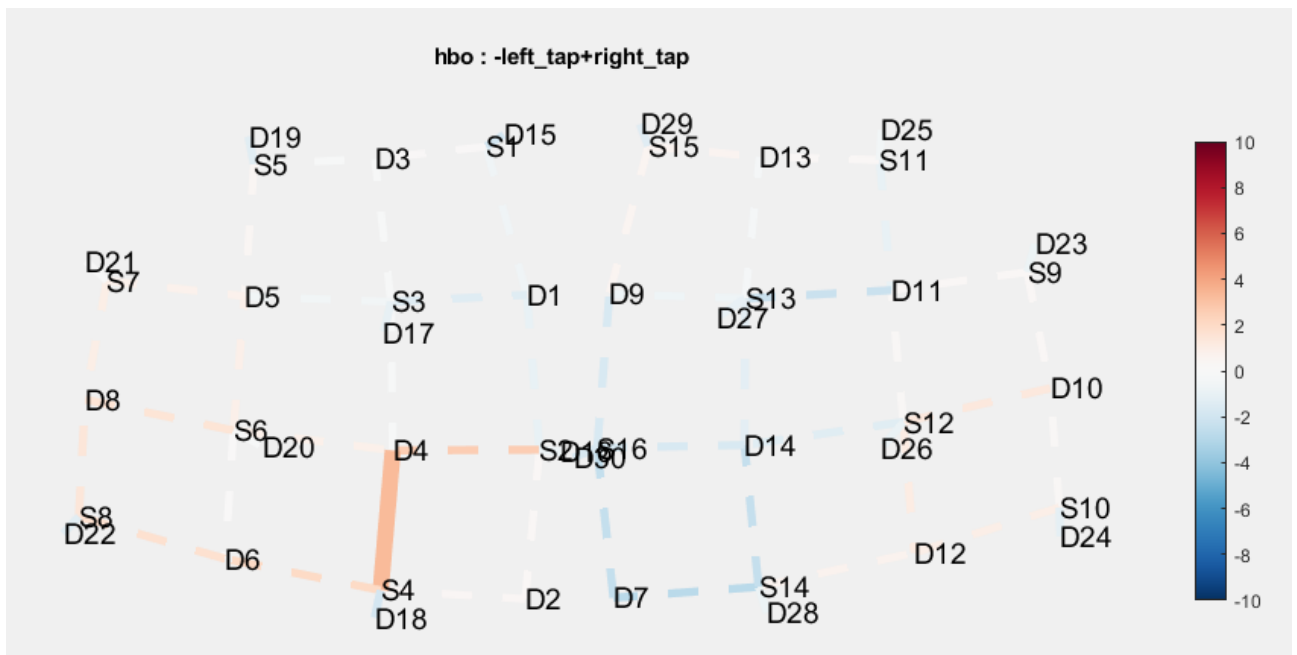 hbo : -left_tap+right_tap
D19
S5
D3
S1
D15
D29
S15
D13
D25
S11
D21
S7
D5
S3
D17
D1
D9
S13
D27
D11
D23
S9
D8
S6
D20
D4
S2
D16
S16
D30
D14
S12
D26
D10
S8
D22
D6
S4
D18
D2
D7
S14
D28
D12
S10
D24
10
8
6
4
2
0
-2
-4
-6
-8
-10